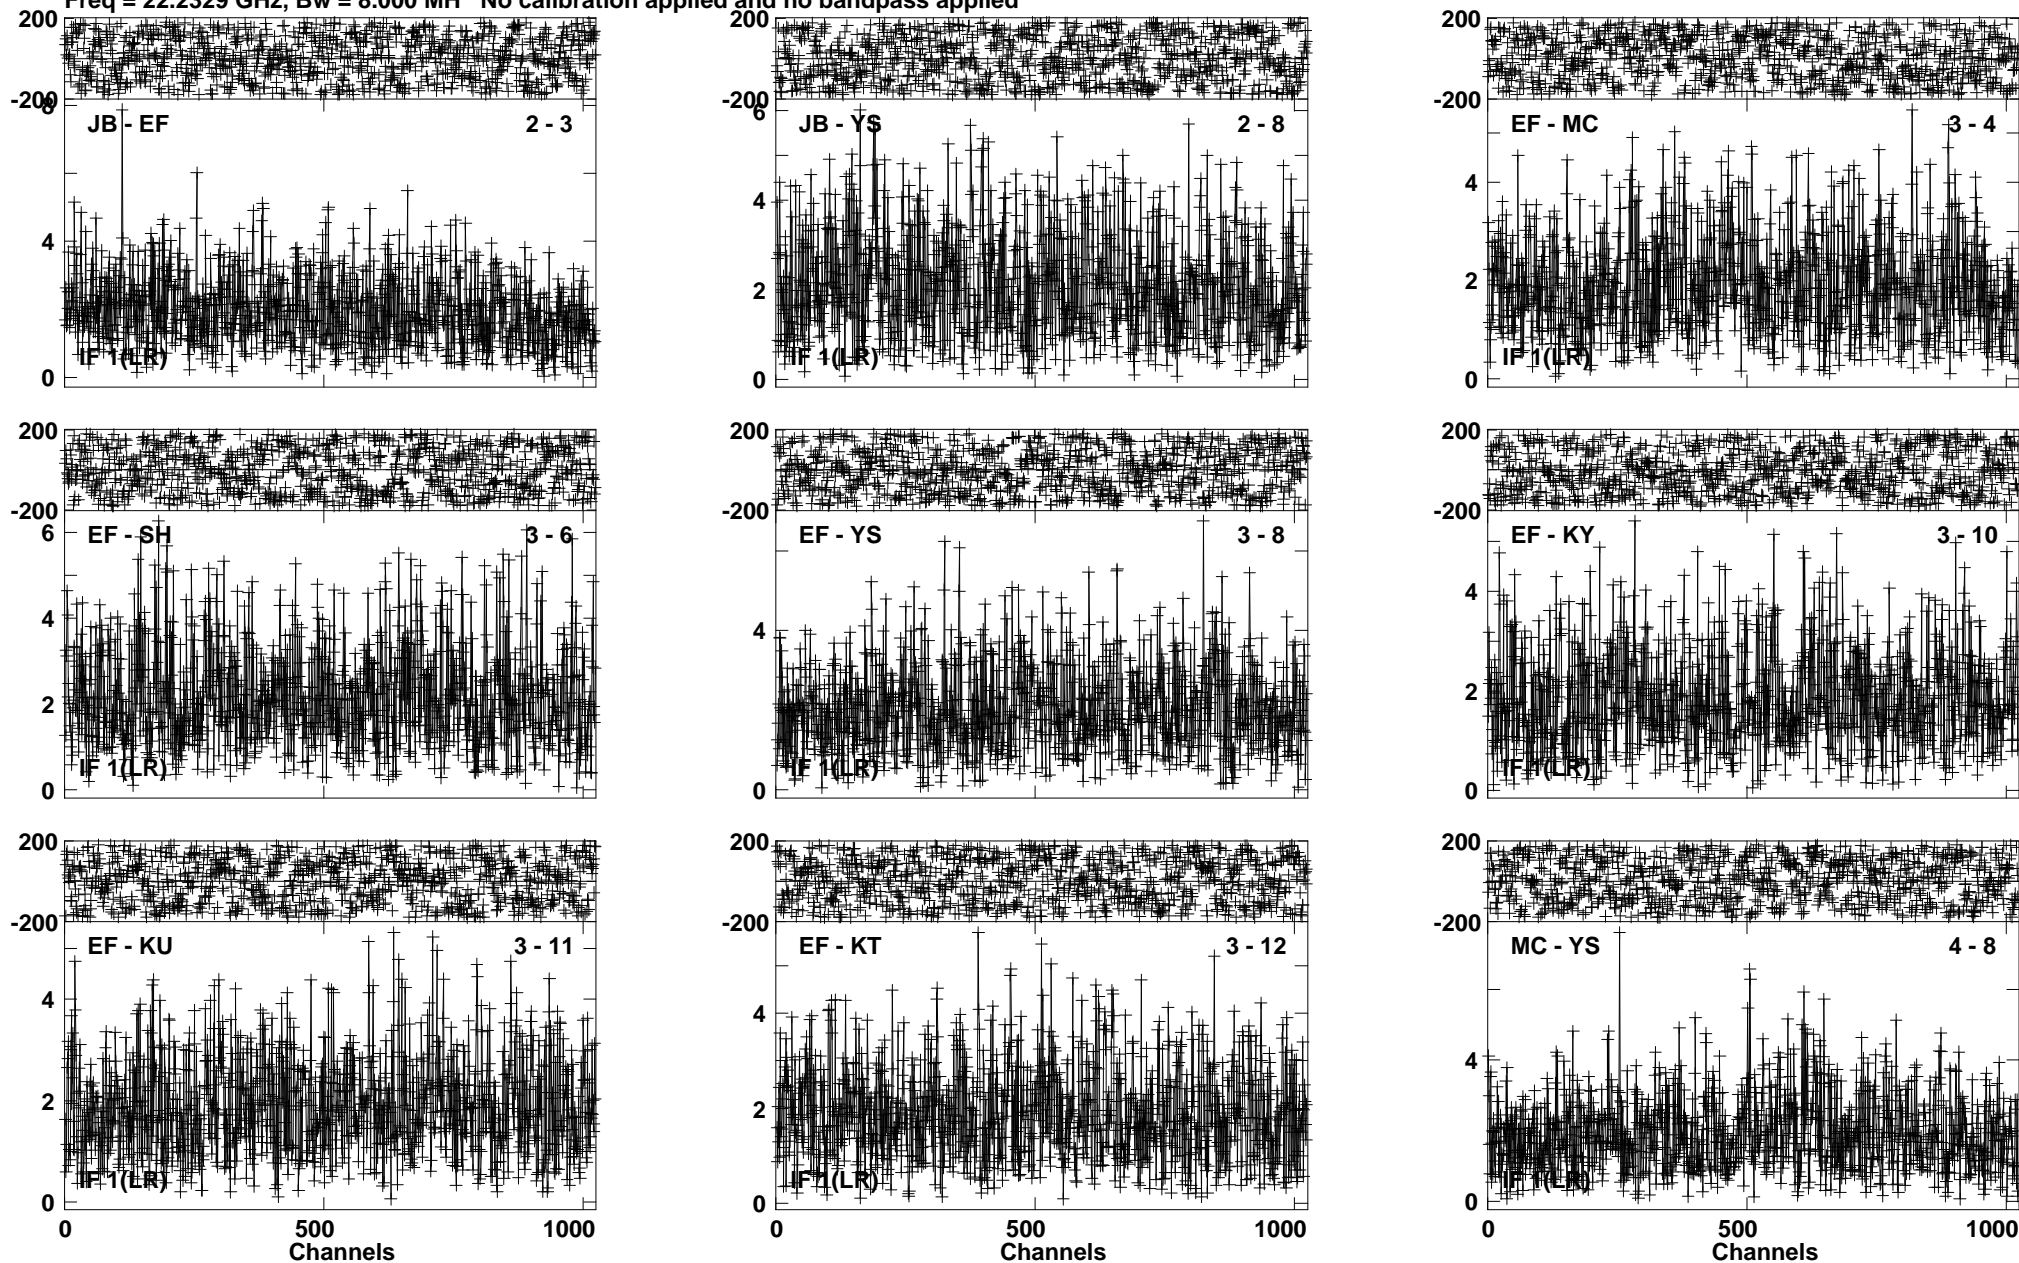 Freq = 22.2329 GHz, Bw = 8.000 MH No calibration applied and no bandpass applied
200
-200
8
4
0
JB - EF
2 - 3
IF 1(LR)
200
-200
6
4
2
0
JB - YS
2 - 8
IF 1(LR)
200
-200
4
2
0
EF - MC
3 - 4
IF 1(LR)
200
-200
6
4
2
0
EF - SH
3 - 6
IF 1(LR)
200
-200
4
0
EF - YS
3 - 8
IF 1(LR)
200
-200
4
2
0
EF - KY
3 - 10
IF 1(LR)
200
-200
4
2
0
EF - KU
3 - 11
IF 1(LR)
0
500
1000
Channels
200
-200
4
2
0
EF - KT
3 - 12
IF 1(LR)
0
500
1000
Channels
200
-200
4
0
MC - YS
4 - 8
IF 1(LR)
0
500
1000
Channels